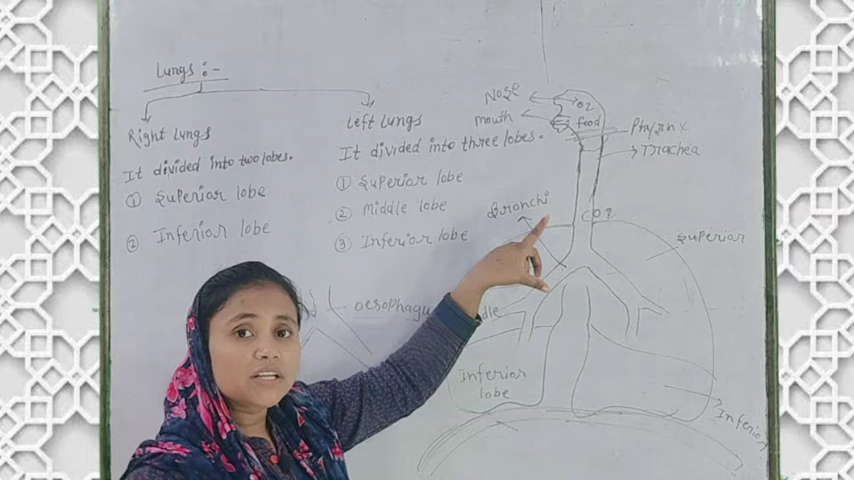 Lungs :-
Right Lungs
It divided into two lobes.
① Superior lobe
② Inferior lobe
Left Lungs
It divided into three lobes.
① Superior lobe
② Middle lobe
③ Inferior lobe
Nose
mouth
O2
food
Phyrnx
Trachea
Bronchi
CO2
Superior
oesophagu
dle
Inferior
lobe
Inferior